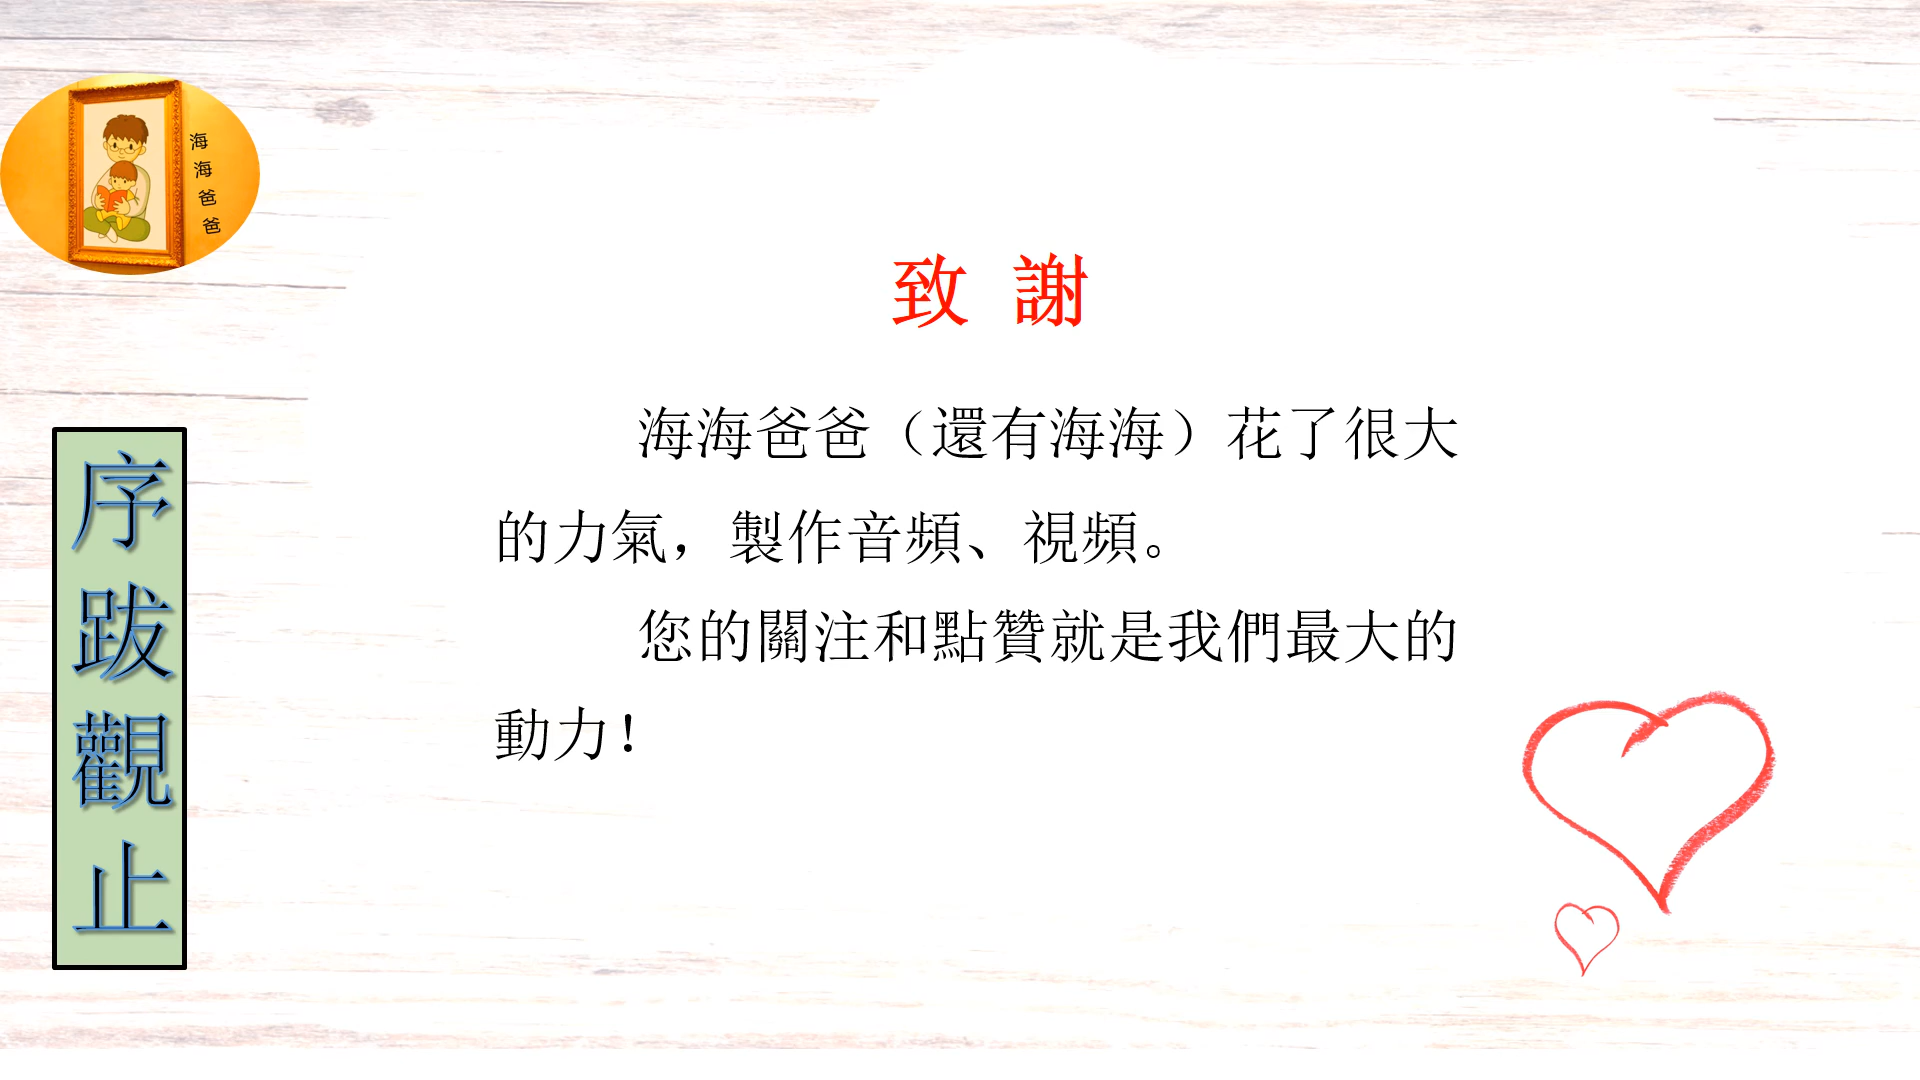 海海爸爸
序跋觀止
致 謝
海海爸爸（還有海海）花了很大
的力氣，製作音頻、視頻。
您的關注和點贊就是我們最大的
動力！